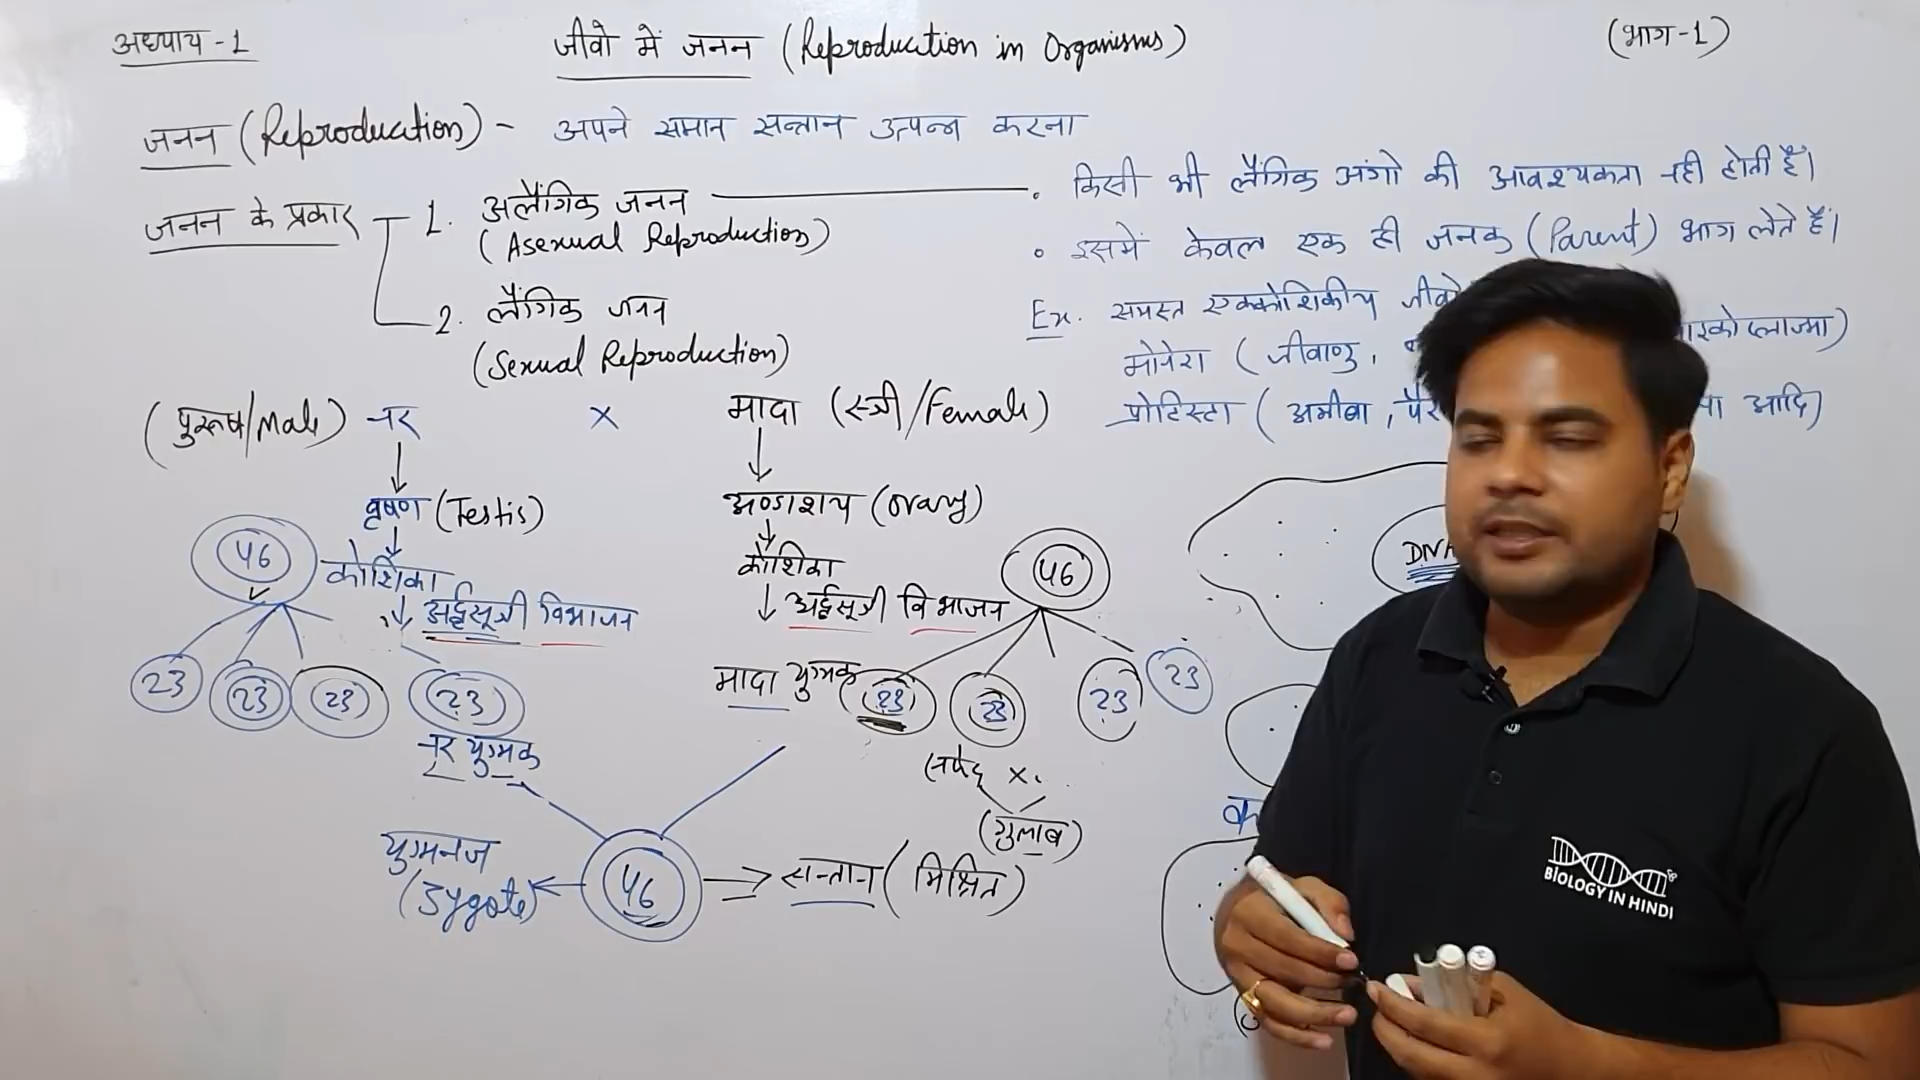 अध्याय - 1
जीवो में जनन (Reproduction in Organisms)
(भाग-1)
जनन (Reproduction) - अपने समान सन्तान उत्पन्न करना
जनन के प्रकार
1. अलैंगिक जनन
(Asexual Reproduction)
• किसी भी लैंगिक अंगो की आवश्यकता नही होती हैं।
• इसमें केवल एक ही जनक (Parent) भाग लेते हैं।
Ex. समस्त एककोशिकीय
मोनेरा (जीवाणु,
प्रोटिस्टा (अमीबा,
आदि)
2. लैंगिक जनन
(Sexual Reproduction)
(पुरूष/Male) नर × मादा (स्त्री/Female)
वृषण (Testis)
अण्डाशय (Ovary)
46
कोशिका
कोशिका
46
अर्द्धसूत्री विभाजन
अर्द्धसूत्री विभाजन
23 23 23 23
नर युग्मक
मादा युग्मक
23 23 23 23
सफेद ×
(गुलाब)
युग्मनज
(Zygote)
46
सन्तान (मिश्रित)
DNA
BIOLOGY IN HINDI